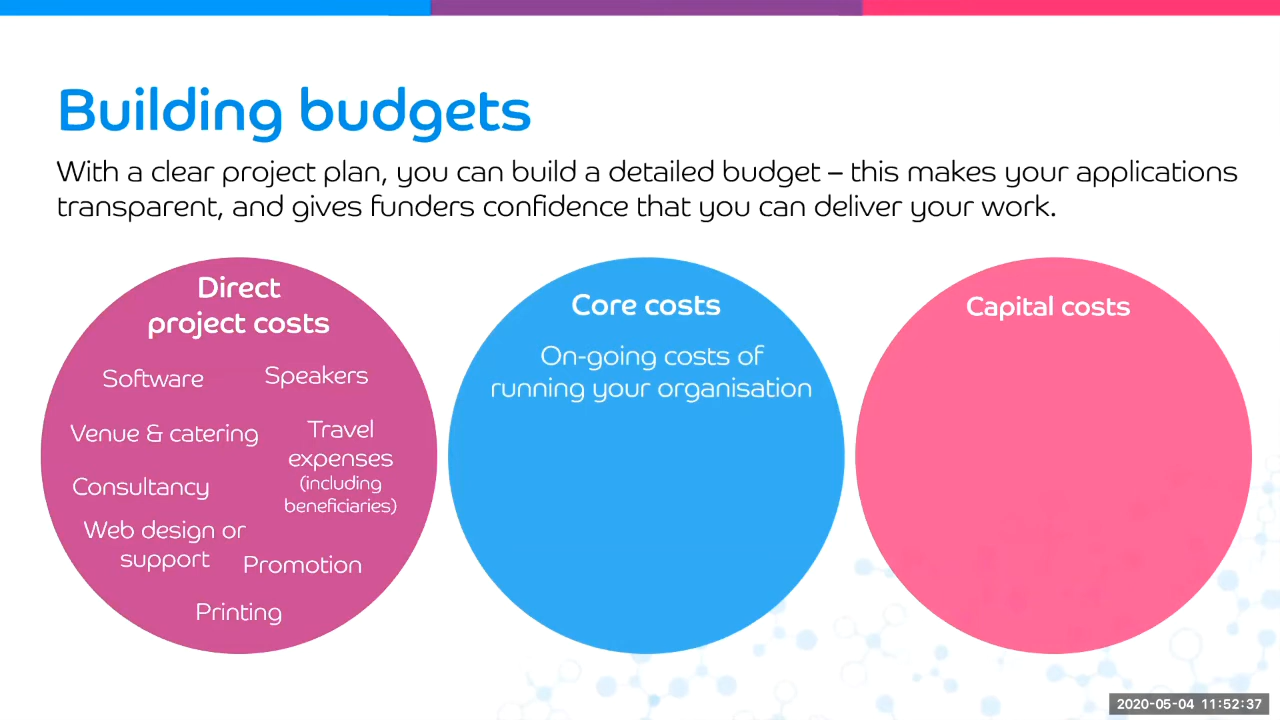 Building budgets
With a clear project plan, you can build a detailed budget – this makes your applications
transparent, and gives funders confidence that you can deliver your work.
Direct
project costs
Software
Speakers
Venue & catering
Travel
expenses
(including
beneficiaries)
Consultancy
Web design or
support
Promotion
Printing
Core costs
On-going costs of
running your organisation
Capital costs
2020-05-04 11:52:37